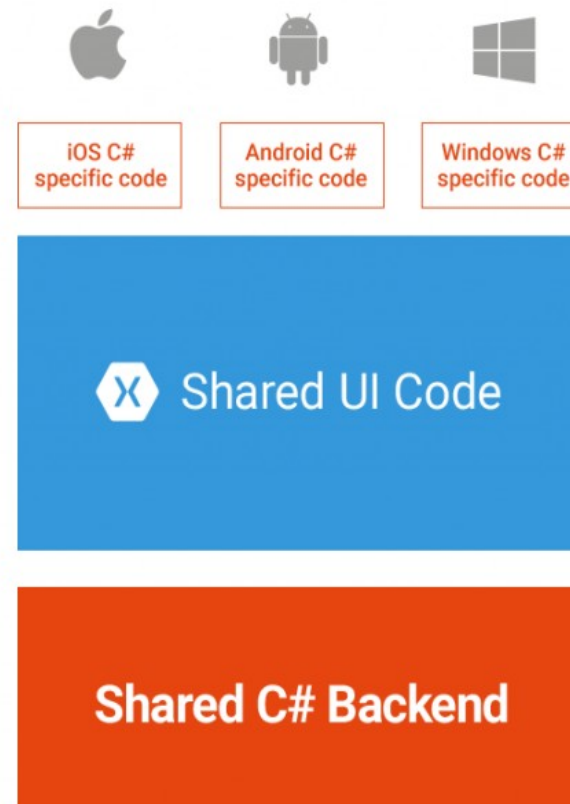 iOS C#
specific code
Android C#
specific code
Windows C#
specific code
X Shared UI Code
Shared C# Backend